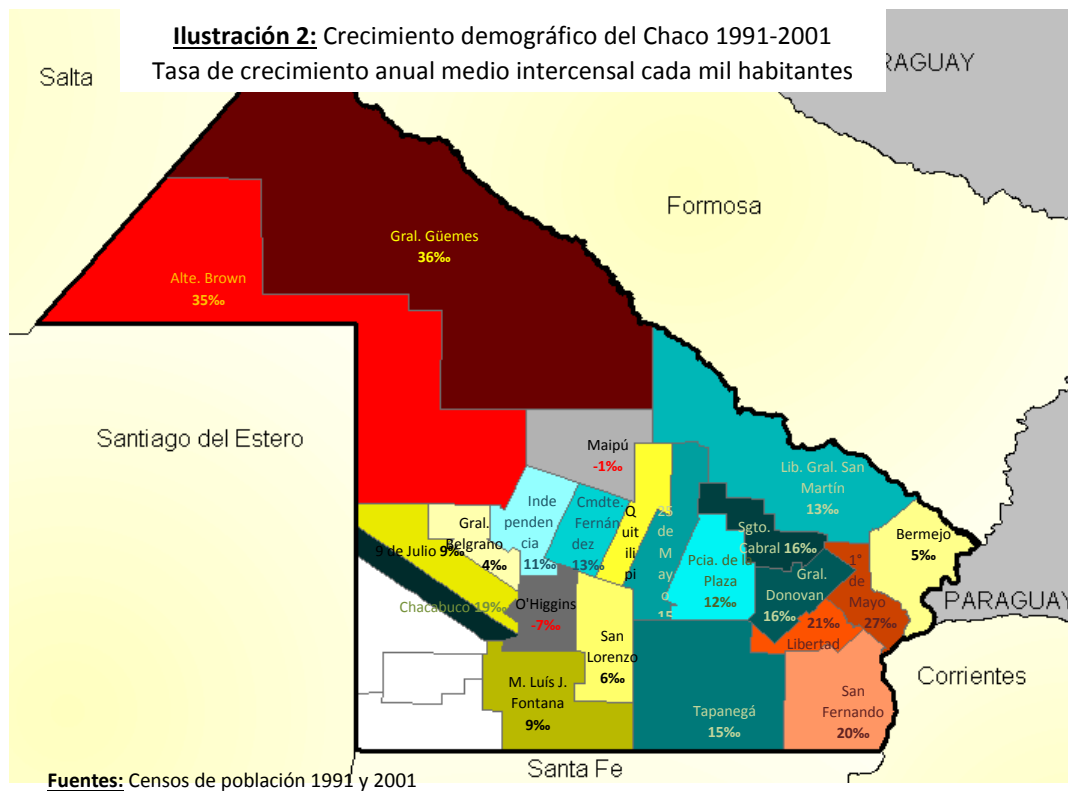 Ilustración 2: Crecimiento demográfico del Chaco 1991-2001
Tasa de crecimiento anual medio intercensal cada mil habitantes
Salta
RAGUAY
Formosa
Gral. Güemes
36‰
Alte. Brown
35‰
Santiago del Estero
Maipú
-1‰
Lib. Gral. San
Martín
13‰
Inde
penden
cia
11‰
Cmdte.
Fernán
dez
13‰
Q
uit
ili
pi
25
de
M
ay
o
15
Gral.
Belgrano
4‰
9 de Julio 9‰
Chacabuco 19‰
O'Higgins
-7‰
Sgto.
Cabral 16‰
Pcia. de la
Plaza
12‰
Gral.
Donovan
16‰
1°
de
Mayo
27‰
Bermejo
5‰
PARAGUAY
21‰
Libertad
San
Lorenzo
6‰
M. Luís J.
Fontana
9‰
Tapanegá
15‰
San
Fernando
20‰
Corrientes
Santa Fe
Fuentes: Censos de población 1991 y 2001